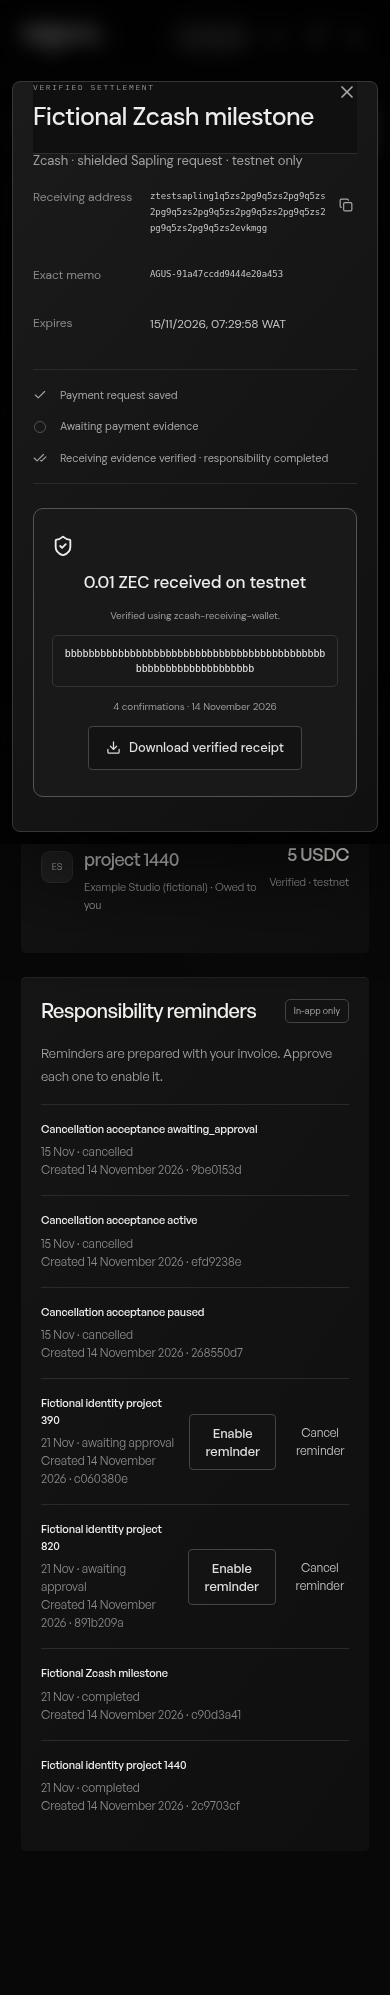 VERIFIED SETTLEMENT
Fictional Zcash milestone
Zcash · shielded Sapling request · testnet only
Receiving address
ztestsapling1q5zs2pg9q5zs2pg9q5zs
2pg9q5zs2pg9q5zs2pg9q5zs2pg9q5zs2
pg9q5zs2pg9q5zs2evkmgg
Exact memo
AGUS-91a47ccdd9444e20a453
Expires
15/11/2026, 07:29:58 WAT
Payment request saved
Awaiting payment evidence
Receiving evidence verified · responsibility completed
0.01 ZEC received on testnet
Verified using zcash-receiving-wallet.
bbbbbbbbbbbbbbbbbbbbbbbbbbbbbbbbbbbbbbbbbbbb
bbbbbbbbbbbbbbbbbbbb
4 confirmations · 14 November 2026
Download verified receipt
ES
project 1440
5 USDC
Example Studio (fictional) · Owed to
you
Verified · testnet
Responsibility reminders
In-app only
Reminders are prepared with your invoice. Approve
each one to enable it.
Cancellation acceptance awaiting_approval
15 Nov · cancelled
Created 14 November 2026 · 9be0153d
Cancellation acceptance active
15 Nov · cancelled
Created 14 November 2026 · efd9238e
Cancellation acceptance paused
15 Nov · cancelled
Created 14 November 2026 · 268550d7
Fictional identity project
390
21 Nov · awaiting approval
Created 14 November
2026 · c060380e
Enable
reminder
Cancel
reminder
Fictional identity project
820
21 Nov · awaiting
approval
Created 14 November
2026 · 891b209a
Enable
reminder
Cancel
reminder
Fictional Zcash milestone
21 Nov · completed
Created 14 November 2026 · c90d3a41
Fictional identity project 1440
21 Nov · completed
Created 14 November 2026 · 2c9703cf